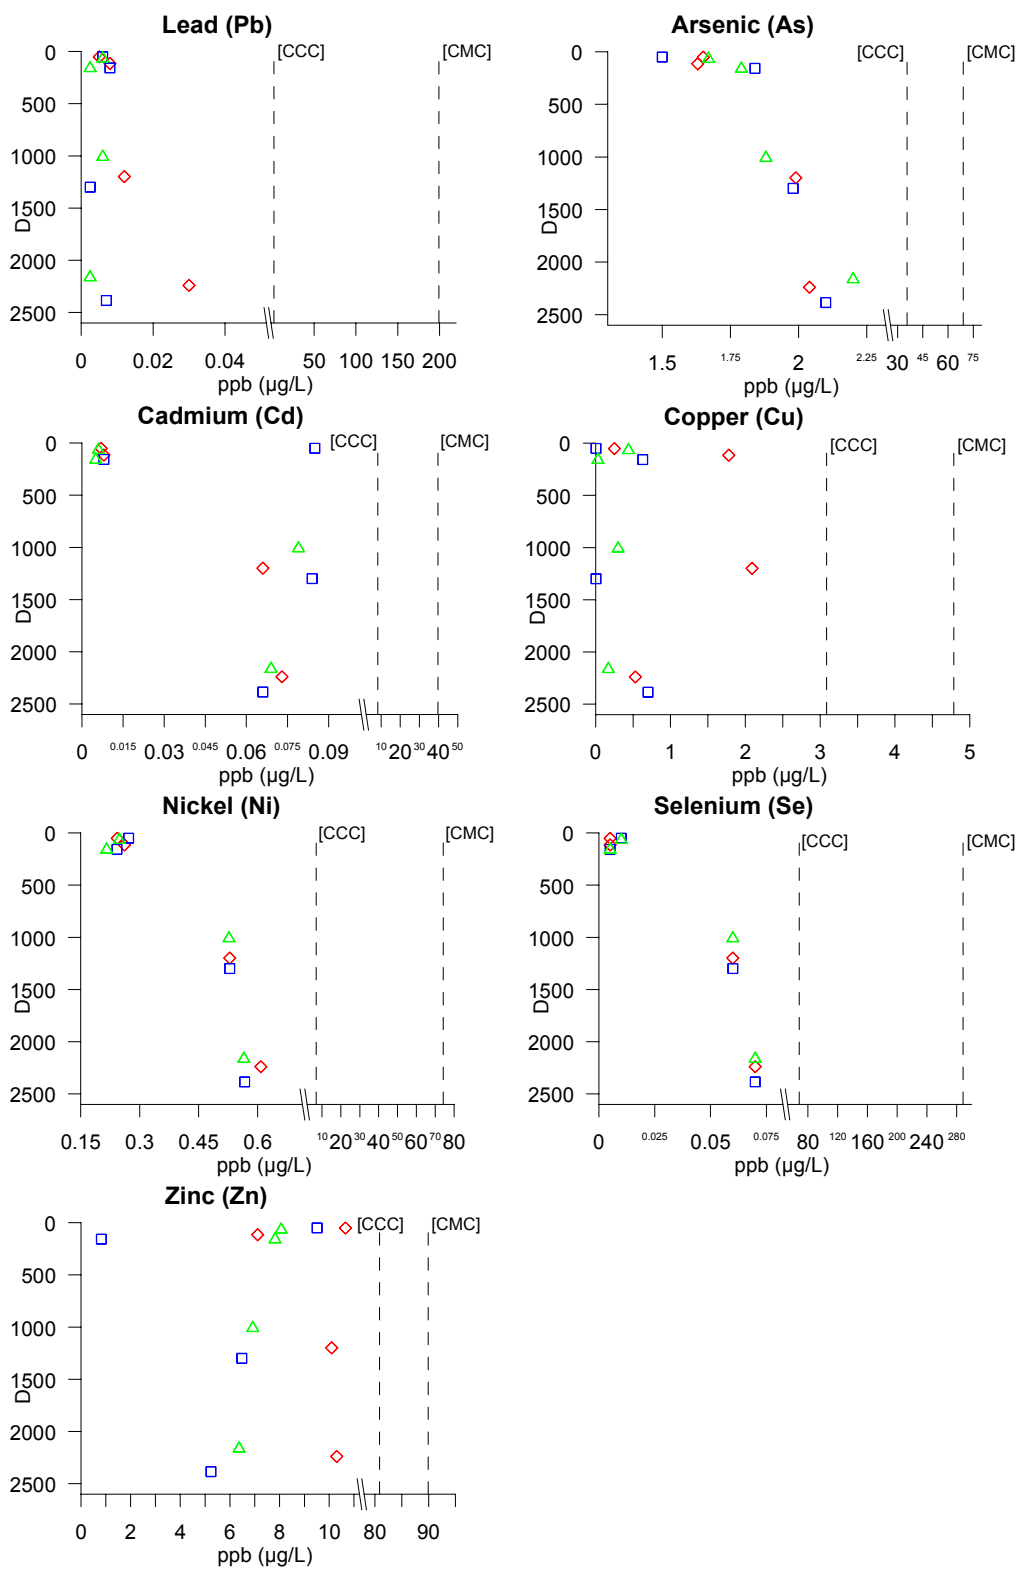 Lead (Pb)
[CCC] [CMC]
0
500
1000
1500
2000
2500
D
0 0.02 0.04 50 100 150 200
ppb (µg/L)
Arsenic (As)
[CCC] [CMC]
0
500
1000
1500
2000
2500
D
1.5 1.75 2 2.25 30 45 60 75
ppb (µg/L)
Cadmium (Cd)
[CCC] [CMC]
0
500
1000
1500
2000
2500
D
0 0.015 0.03 0.045 0.06 0.075 0.09 10 20 30 40 50
ppb (µg/L)
Copper (Cu)
[CCC] [CMC]
0
500
1000
1500
2000
2500
D
0 1 2 3 4 5
ppb (µg/L)
Nickel (Ni)
[CCC] [CMC]
0
500
1000
1500
2000
2500
D
0.15 0.3 0.45 0.6 10 20 30 40 50 60 70 80
ppb (µg/L)
Selenium (Se)
[CCC] [CMC]
0
500
1000
1500
2000
2500
D
0 0.025 0.05 0.075 80 120 160 200 240 280
ppb (µg/L)
Zinc (Zn)
[CCC] [CMC]
0
500
1000
1500
2000
2500
D
0 2 4 6 8 10 80 90
ppb (µg/L)